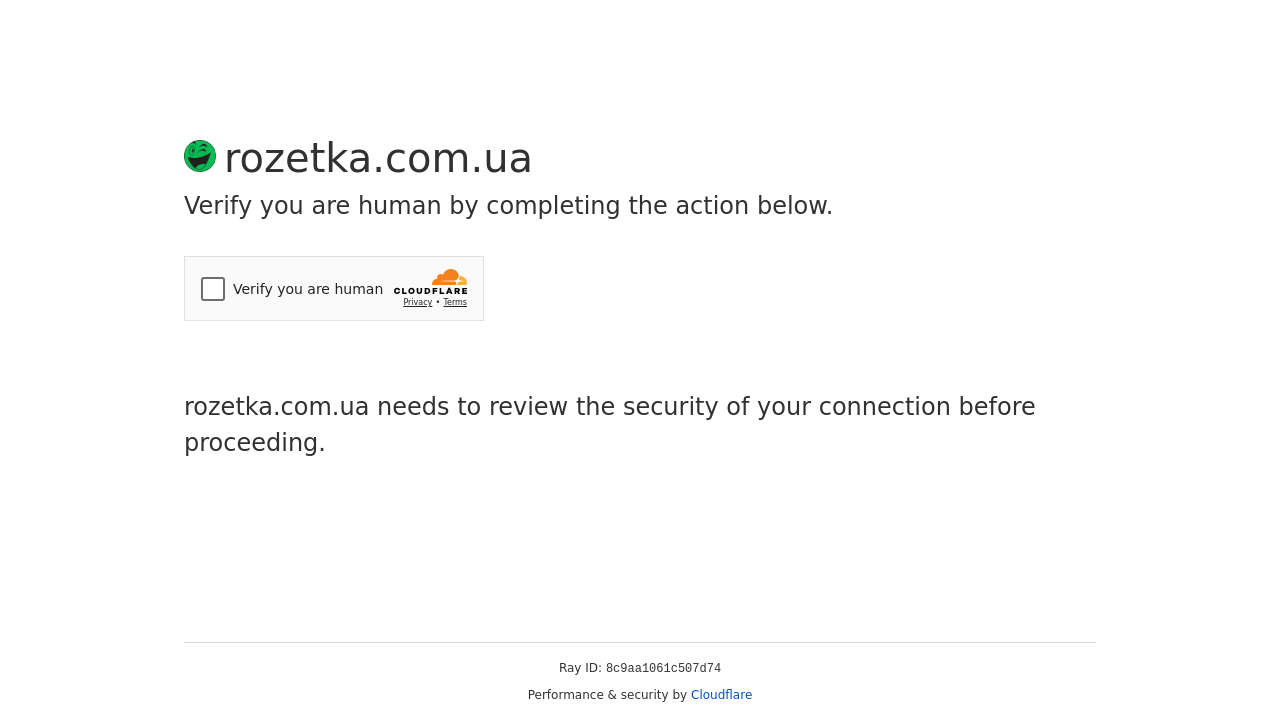 rozetka.com.ua
Verify you are human by completing the action below.
Verify you are human
CLOUDFLARE
Privacy • Terms
rozetka.com.ua needs to review the security of your connection before
proceeding.
Ray ID: 8c9aa1061c507d74
Performance & security by Cloudflare